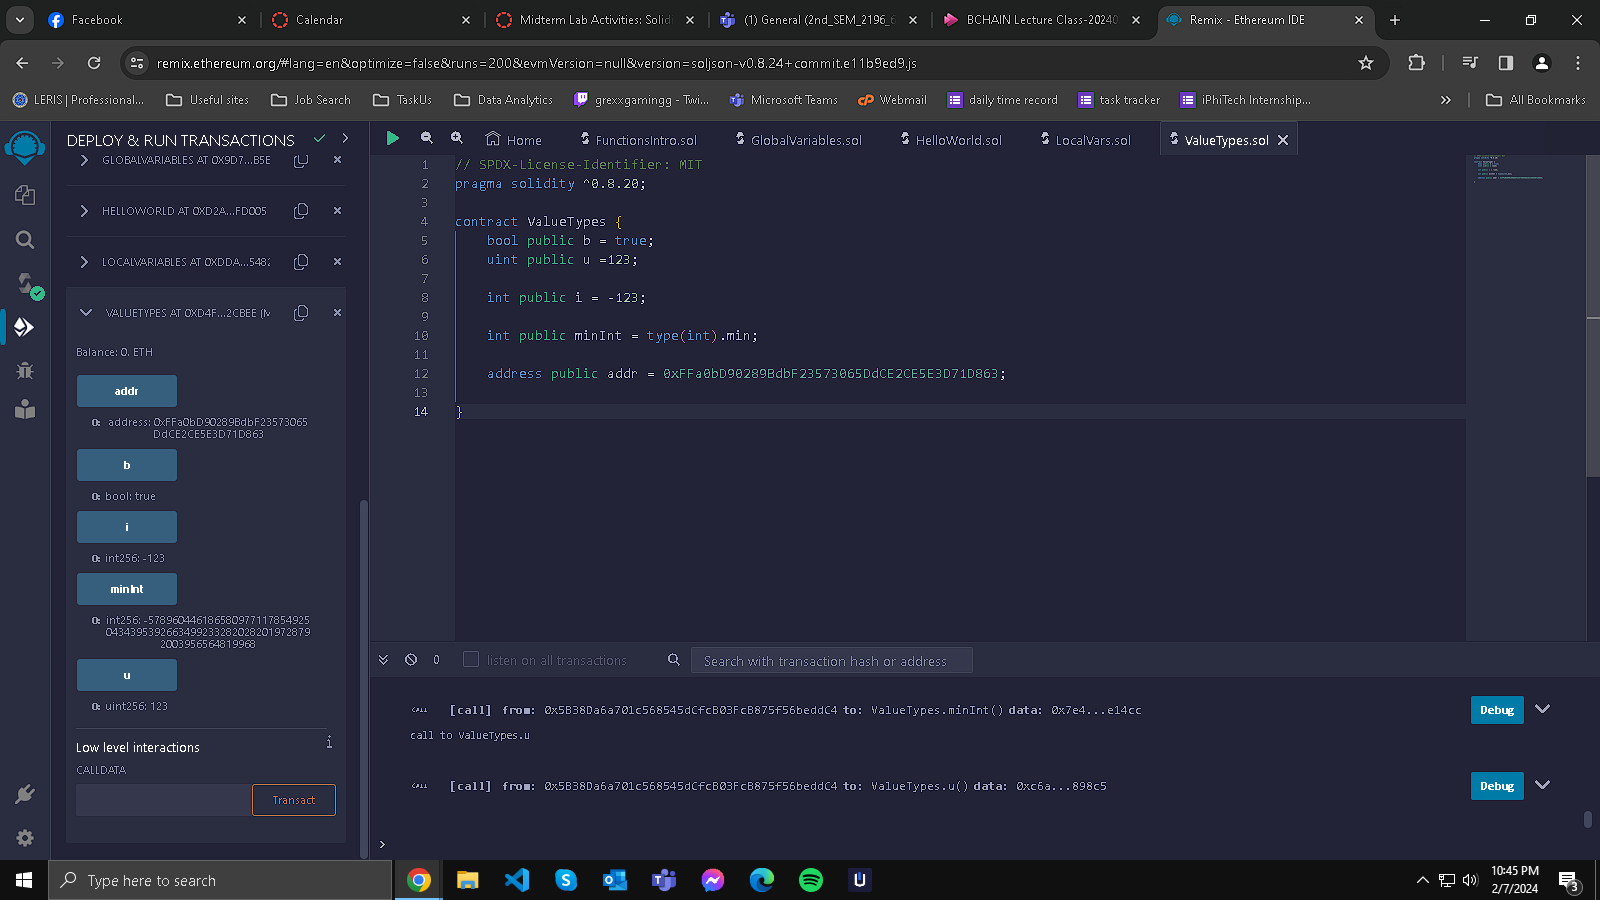 Facebook
Calendar
Midterm Lab Activities: Solidi
(1) General (2nd_SEM_2196_6
BCHAIN Lecture Class-20240
Remix - Ethereum IDE
remix.ethereum.org/#lang=en&optimize=false&runs=200&evmVersion=null&version=soljson-v0.8.24+commit.e11b9ed9.js
LERIS | Professional...
Useful sites
Job Search
TaskUs
Data Analytics
grexxgamingg - Twi...
Microsoft Teams
Webmail
daily time record
task tracker
iPhiTech Internship...
All Bookmarks
DEPLOY & RUN TRANSACTIONS
GLOBALVARIABLES AT 0X9D7...B5E
HELLOWORLD AT 0XD2A...FD005
LOCALVARIABLES AT 0XDDA...5482
VALUETYPES AT 0XD4F...2CBEE (M
Balance: 0. ETH
addr
0: address: 0xFFa0bD90289BdbF23573065
DdCE2CE5E3D71D863
b
0: bool: true
i
0: int256: -123
minInt
0: int256: -578960446186580977117854925
0434395392663499233282028201972879
2003956564819968
u
0: uint256: 123
Low level interactions
i
CALLDATA
Transact
Home
FunctionsIntro.sol
GlobalVariables.sol
HelloWorld.sol
LocalVars.sol
ValueTypes.sol
1 // SPDX-License-Identifier: MIT
2 pragma solidity ^0.8.20;
3
4 contract ValueTypes {
5 bool public b = true;
6 uint public u =123;
7
8 int public i = -123;
9
10 int public minInt = type(int).min;
11
12 address public addr = 0xFFa0bD90289BdbF23573065DdCE2CE5E3D71D863;
13
14 }
0
listen on all transactions
Search with transaction hash or address
CALL [call] from: 0x5B38Da6a701c568545dCfcB03FcB875f56beddC4 to: ValueTypes.minInt() data: 0x7e4...e14cc
Debug
call to ValueTypes.u
CALL [call] from: 0x5B38Da6a701c568545dCfcB03FcB875f56beddC4 to: ValueTypes.u() data: 0xc6a...898c5
Debug
>
Type here to search
10:45 PM
2/7/2024
3